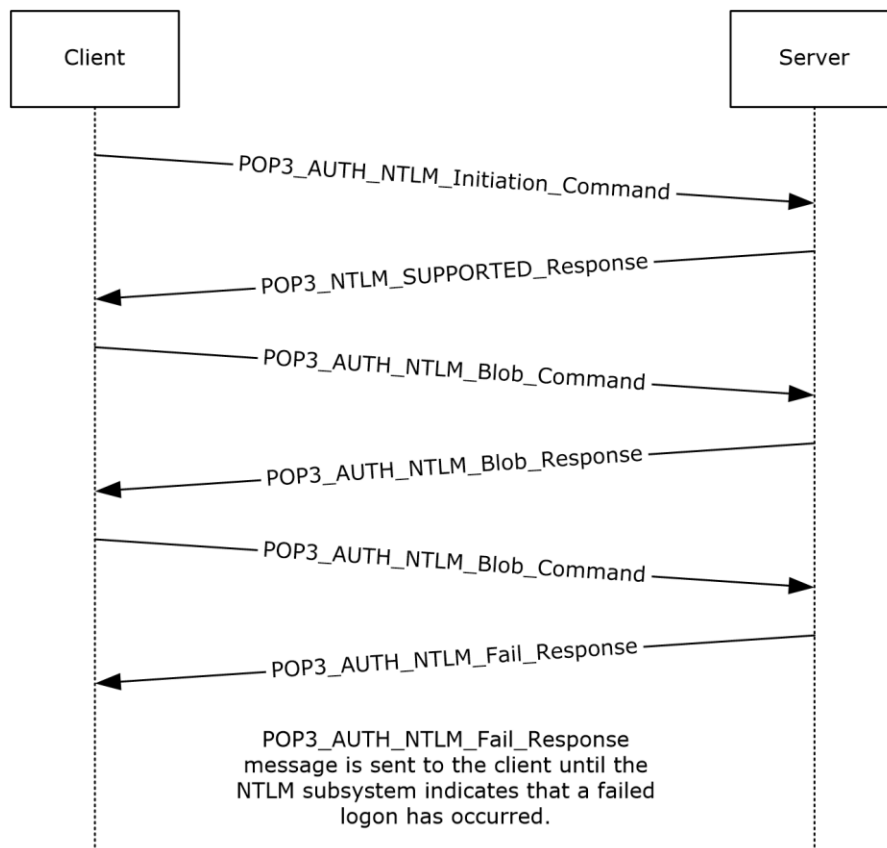 Client
Server
POP3_AUTH_NTLM_Initiation_Command
POP3_NTLM_SUPPORTED_Response
POP3_AUTH_NTLM_Blob_Command
POP3_AUTH_NTLM_Blob_Response
POP3_AUTH_NTLM_Blob_Command
POP3_AUTH_NTLM_Fail_Response
POP3_AUTH_NTLM_Fail_Response
message is sent to the client until the
NTLM subsystem indicates that a failed
logon has occurred.